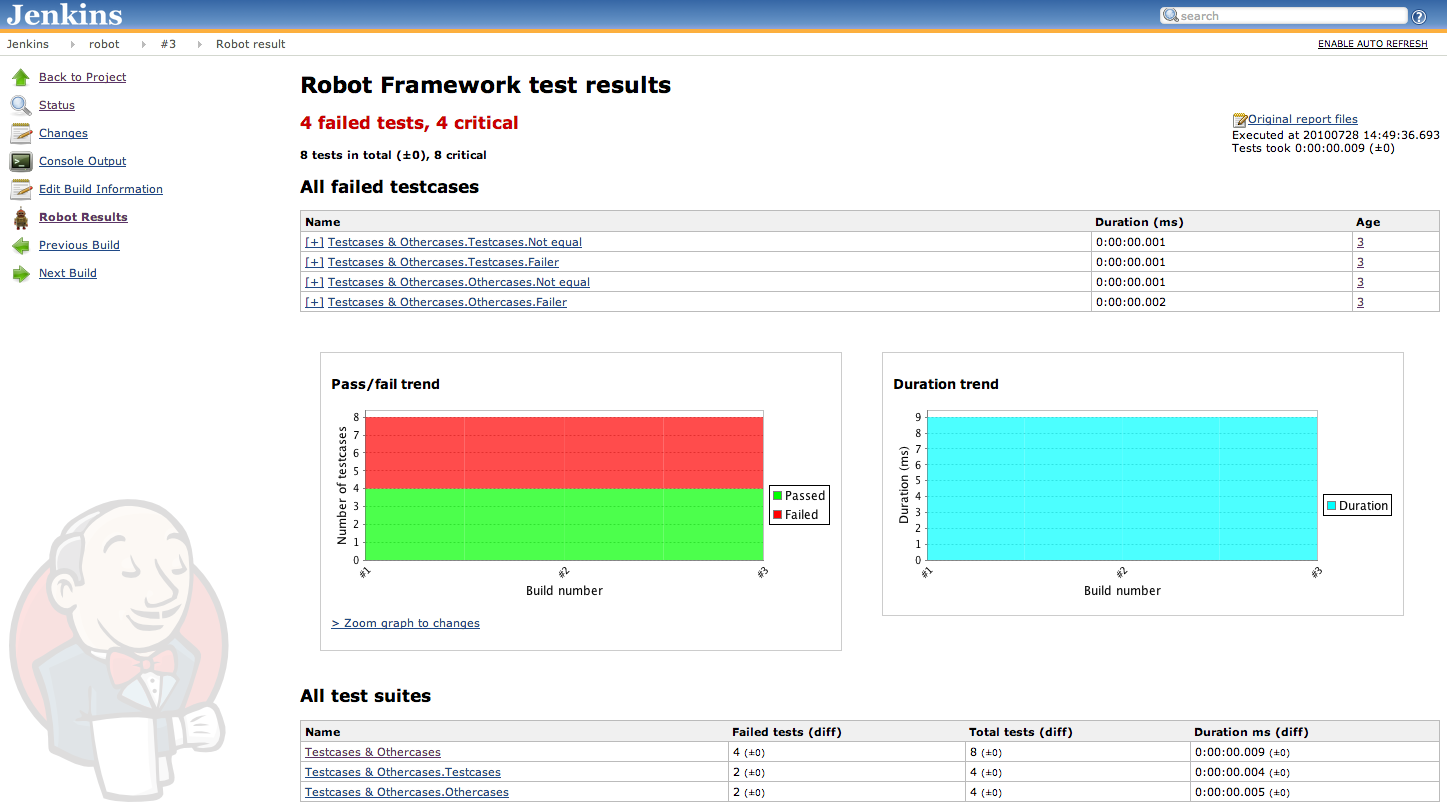 Jenkins
search
Jenkins robot #3 Robot result
ENABLE AUTO REFRESH
Back to Project
Status
Changes
Console Output
Edit Build Information
Robot Results
Previous Build
Next Build
Robot Framework test results
4 failed tests, 4 critical
Original report files
Executed at 20100728 14:49:36.693
Tests took 0:00:00.009 (±0)
8 tests in total (±0), 8 critical
All failed testcases
Name Duration (ms) Age
[+] Testcases & Othercases.Testcases.Not equal 0:00:00.001 3
[+] Testcases & Othercases.Testcases.Failer 0:00:00.001 3
[+] Testcases & Othercases.Othercases.Not equal 0:00:00.001 3
[+] Testcases & Othercases.Othercases.Failer 0:00:00.002 3
Pass/fail trend
Number of testcases
8
7
6
5
4
3
2
1
0
#1 #2 #3
Build number
Passed
Failed
> Zoom graph to changes
Duration trend
Duration (ms)
9
8
7
6
5
4
3
2
1
0
#1 #2 #3
Build number
Duration
All test suites
Name Failed tests (diff) Total tests (diff) Duration ms (diff)
Testcases & Othercases 4 (±0) 8 (±0) 0:00:00.009 (±0)
Testcases & Othercases.Testcases 2 (±0) 4 (±0) 0:00:00.004 (±0)
Testcases & Othercases.Othercases 2 (±0) 4 (±0) 0:00:00.005 (±0)